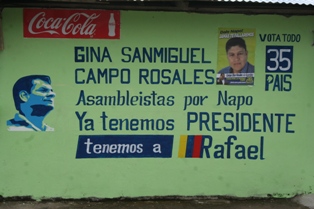 Coca-Cola
GINA SANMIGUEL
CAMPO ROSALES
VOTA TODO
35
PAIS
Asambleistas por Napo
Ya tenemos PRESIDENTE
tenemos a Rafael